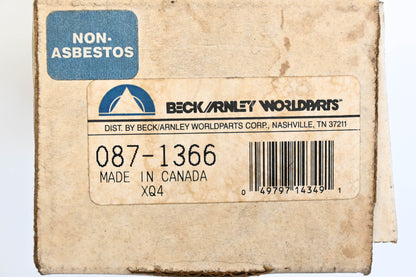 NON-
ASBESTOS
BECK/ARNLEY WORLDPARTS™
DIST. BY BECK/ARNLEY WORLDPARTS CORP., NASHVILLE, TN 37211
087-1366
MADE IN CANADA
XQ4
0 49797 14349 1